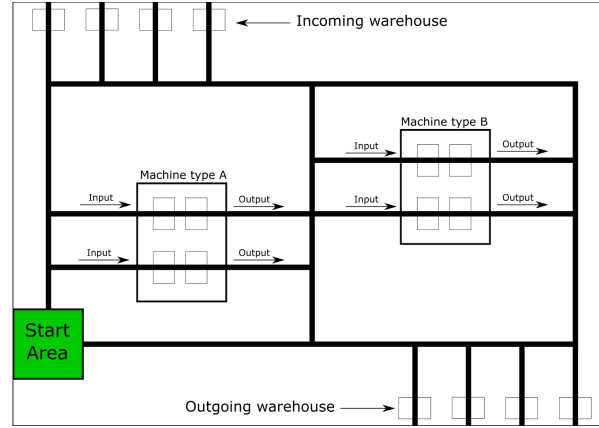 Incoming warehouse
Machine type B
Input
Output
Machine type A
Input
Output
Input
Output
Input
Output
Start
Area
Outgoing warehouse